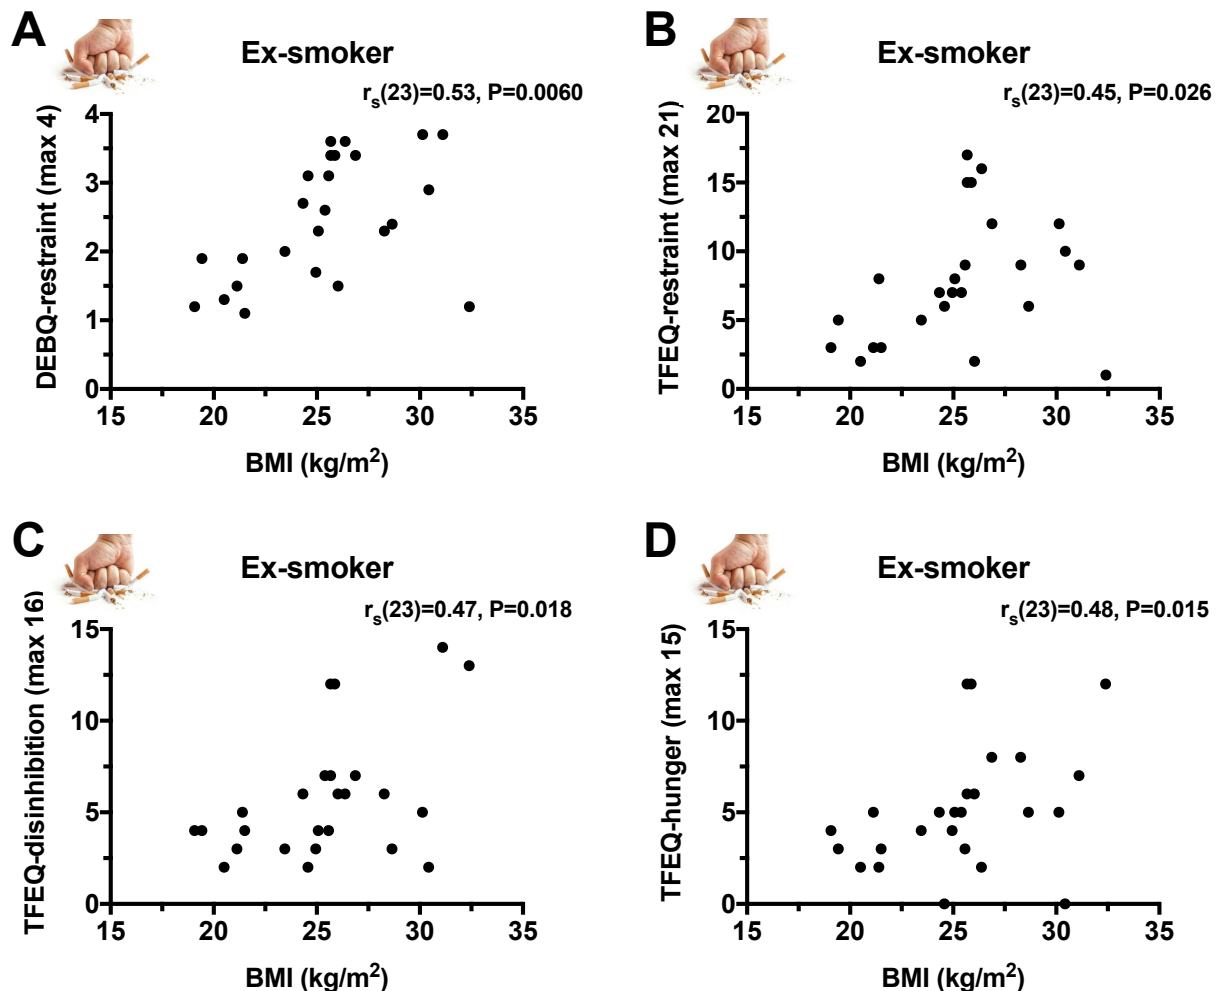 A
Ex-smoker
r_s(23)=0.53, P=0.0060
DEBQ-restraint (max 4)
4
3
2
1
0
15 20 25 30 35
BMI (kg/m²)
B
Ex-smoker
r_s(23)=0.45, P=0.026
TFEQ-restraint (max 21)
20
15
10
5
0
15 20 25 30 35
BMI (kg/m²)
C
Ex-smoker
r_s(23)=0.47, P=0.018
TFEQ-disinhibition (max 16)
15
10
5
0
15 20 25 30 35
BMI (kg/m²)
D
Ex-smoker
r_s(23)=0.48, P=0.015
TFEQ-hunger (max 15)
15
10
5
0
15 20 25 30 35
BMI (kg/m²)